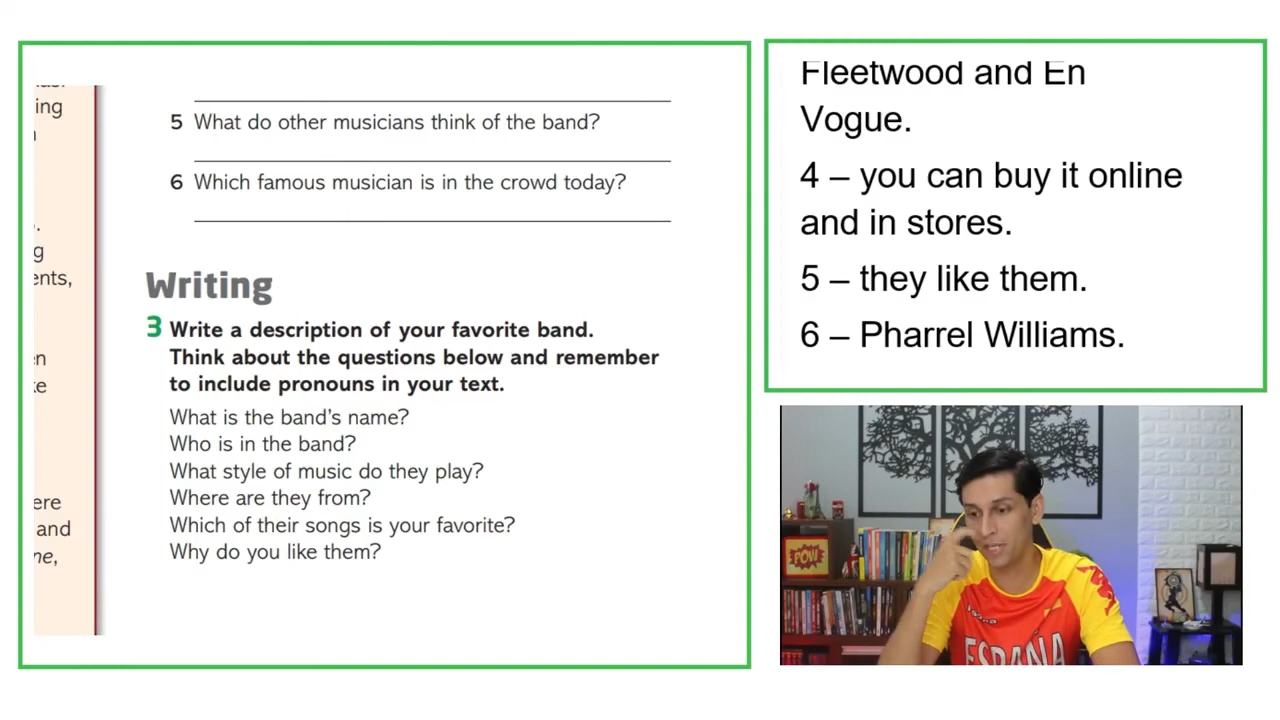 ing
ents,
ere
and
5 What do other musicians think of the band?
6 Which famous musician is in the crowd today?
Writing
3 Write a description of your favorite band.
Think about the questions below and remember
to include pronouns in your text.
What is the band's name?
Who is in the band?
What style of music do they play?
Where are they from?
Which of their songs is your favorite?
Why do you like them?
Fleetwood and En
Vogue.
4 – you can buy it online
and in stores.
5 – they like them.
6 – Pharrel Williams.
POW
ESPAÑA